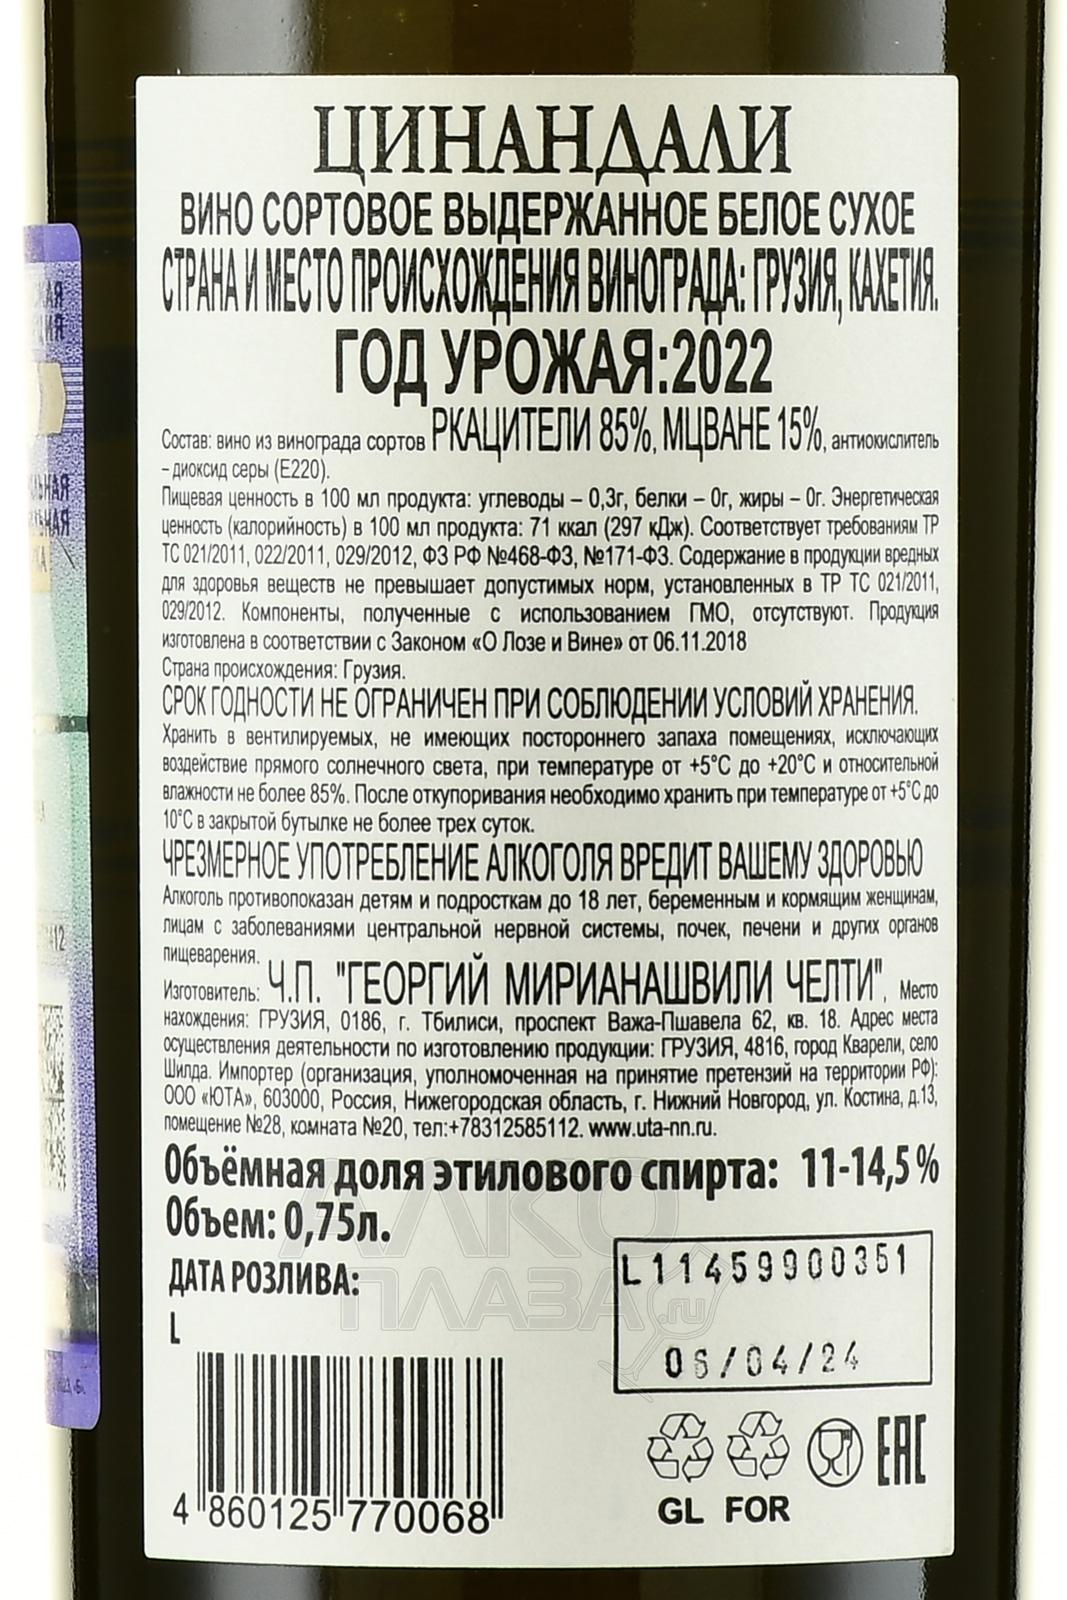 ЦИНАНДАЛИ
ВИНО СОРТОВОЕ ВЫДЕРЖАННОЕ БЕЛОЕ СУХОЕ
СТРАНА И МЕСТО ПРОИСХОЖДЕНИЯ ВИНОГРАДА: ГРУЗИЯ, КАХЕТИЯ.
ГОД УРОЖАЯ:2022
Состав: вино из винограда сортов РКАЦИТЕЛИ 85%, МЦВАНЕ 15%, антиокислитель
– диоксид серы (Е220).
Пищевая ценность в 100 мл продукта: углеводы – 0,3г, белки – 0г, жиры – 0г. Энергетическая
ценность (калорийность) в 100 мл продукта: 71 ккал (297 кДж). Соответствует требованиям ТР
ТС 021/2011, 022/2011, 029/2012, ФЗ РФ №468-ФЗ, №171-ФЗ. Содержание в продукции вредных
для здоровья веществ не превышает допустимых норм, установленных в ТР ТС 021/2011,
029/2012. Компоненты, полученные с использованием ГМО, отсутствуют. Продукция
изготовлена в соответствии с Законом «О Лозе и Вине» от 06.11.2018
Страна происхождения: Грузия.
СРОК ГОДНОСТИ НЕ ОГРАНИЧЕН ПРИ СОБЛЮДЕНИИ УСЛОВИЙ ХРАНЕНИЯ.
Хранить в вентилируемых, не имеющих постороннего запаха помещениях, исключающих
воздействие прямого солнечного света, при температуре от +5°С до +20°С и относительной
влажности не более 85%. После откупоривания необходимо хранить при температуре от +5°С до
10°С в закрытой бутылке не более трех суток.
ЧРЕЗМЕРНОЕ УПОТРЕБЛЕНИЕ АЛКОГОЛЯ ВРЕДИТ ВАШЕМУ ЗДОРОВЬЮ
Алкоголь противопоказан детям и подросткам до 18 лет, беременным и кормящим женщинам,
лицам с заболеваниями центральной нервной системы, почек, печени и других органов
пищеварения.
Изготовитель: Ч.П. "ГЕОРГИЙ МИРИАНАШВИЛИ ЧЕЛТИ". Место
нахождения: ГРУЗИЯ, 0186, г. Тбилиси, проспект Важа-Пшавела 62, кв. 18. Адрес места
осуществления деятельности по изготовлению продукции: ГРУЗИЯ, 4816, город Кварели, село
Шилда. Импортер (организация, уполномоченная на принятие претензий на территории РФ):
ООО «ЮТА», 603000, Россия, Нижегородская область, г. Нижний Новгород, ул. Костина, д.13,
помещение №28, комната №20, тел:+78312585112. www.uta-nn.ru.
Объёмная доля этилового спирта: 11-14,5 %
Объем: 0,75л.
ДАТА РОЗЛИВА:
L
L11459900351
06/04/24
4 860125 770068
GL FOR
EAC
АЛКО
ПЛАЗА.ru